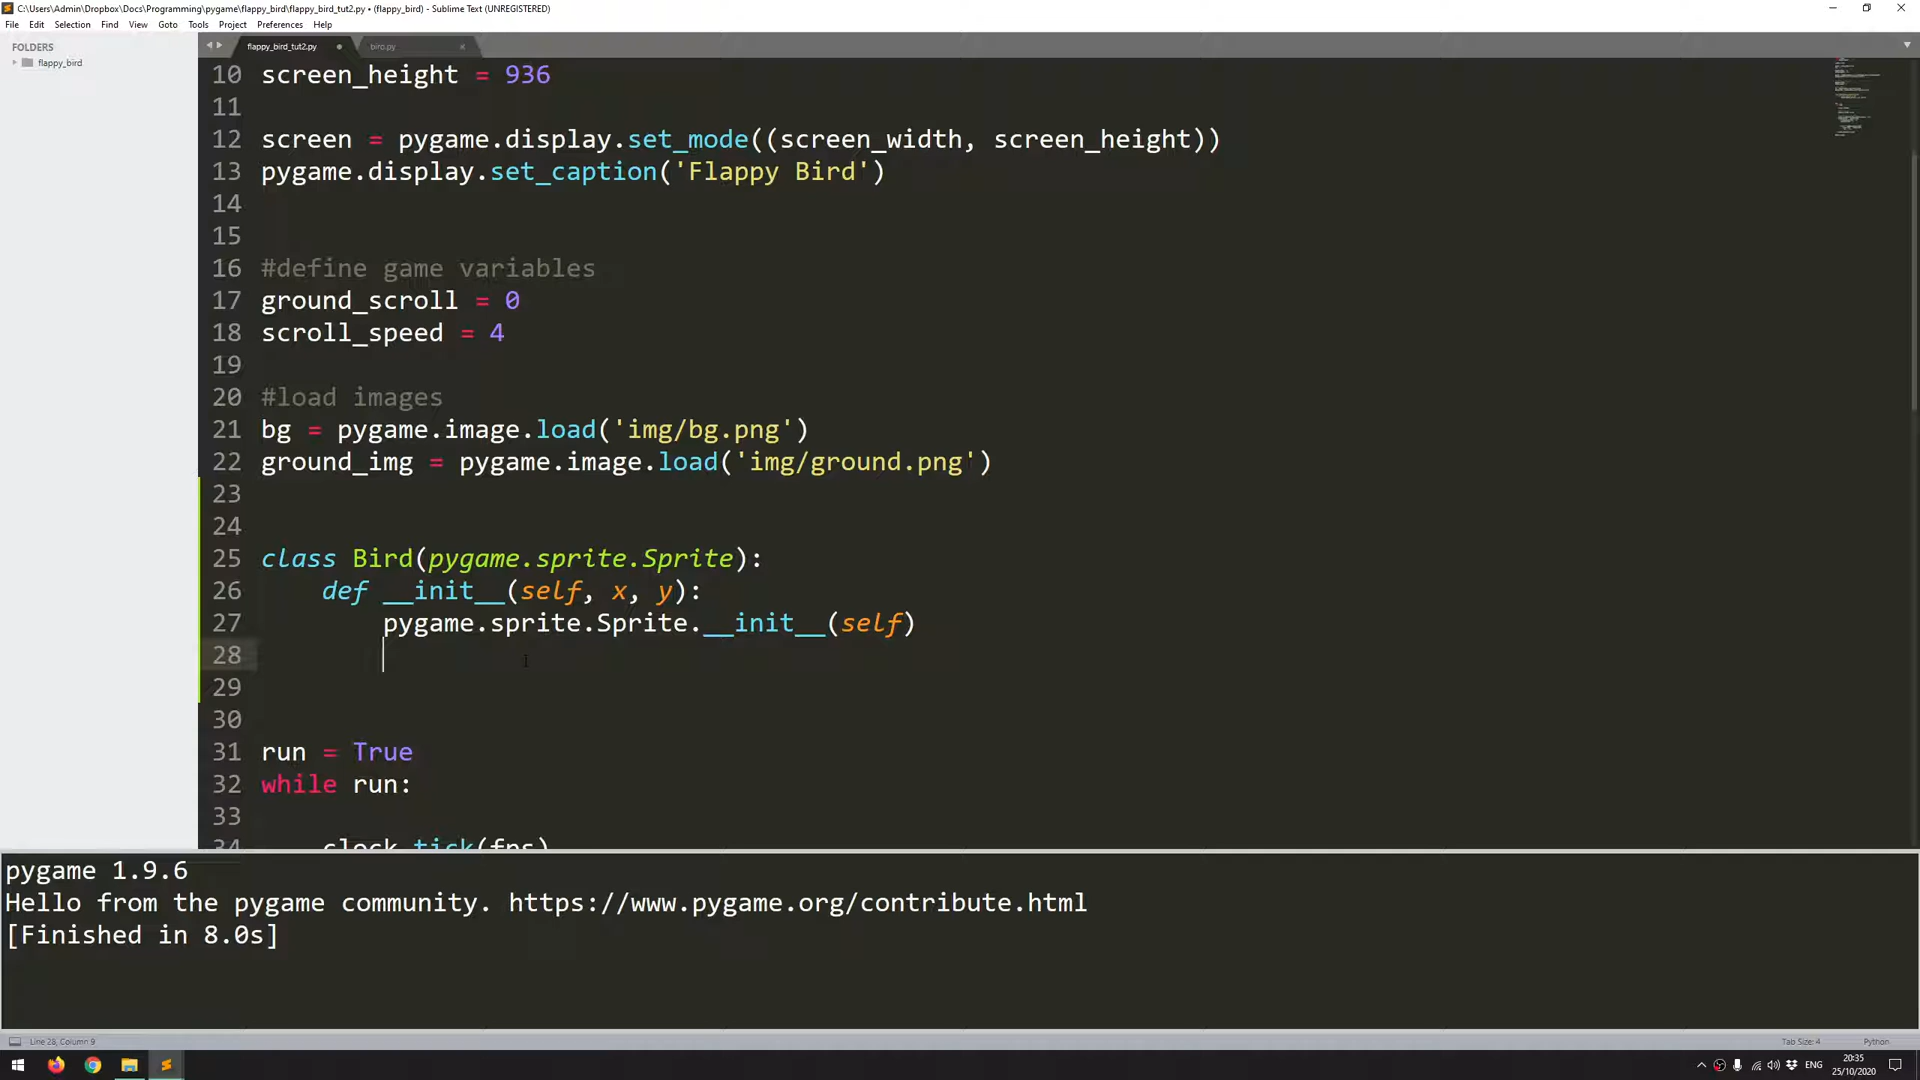 C:\Users\Admin\Dropbox\Docs\Programming\pygame\flappy_bird\flappy_bird_tut2.py • (flappy_bird) - Sublime Text (UNREGISTERED)
File Edit Selection Find View Goto Tools Project Preferences Help
FOLDERS
flappy_bird
flappy_bird_tut2.py
10 screen_height = 936
11
12 screen = pygame.display.set_mode((screen_width, screen_height))
13 pygame.display.set_caption('Flappy Bird')
14
15
16 #define game variables
17 ground_scroll = 0
18 scroll_speed = 4
19
20 #load images
21 bg = pygame.image.load('img/bg.png')
22 ground_img = pygame.image.load('img/ground.png')
23
24
25 class Bird(pygame.sprite.Sprite):
26 def __init__(self, x, y):
27 pygame.sprite.Sprite.__init__(self)
28
29
30
31 run = True
32 while run:
33
34 clock.tick(fps)
pygame 1.9.6
Hello from the pygame community. https://www.pygame.org/contribute.html
[Finished in 8.0s]
Line 28, Column 9
Tab Size: 4
Python
ENG
20:35
25/10/2020